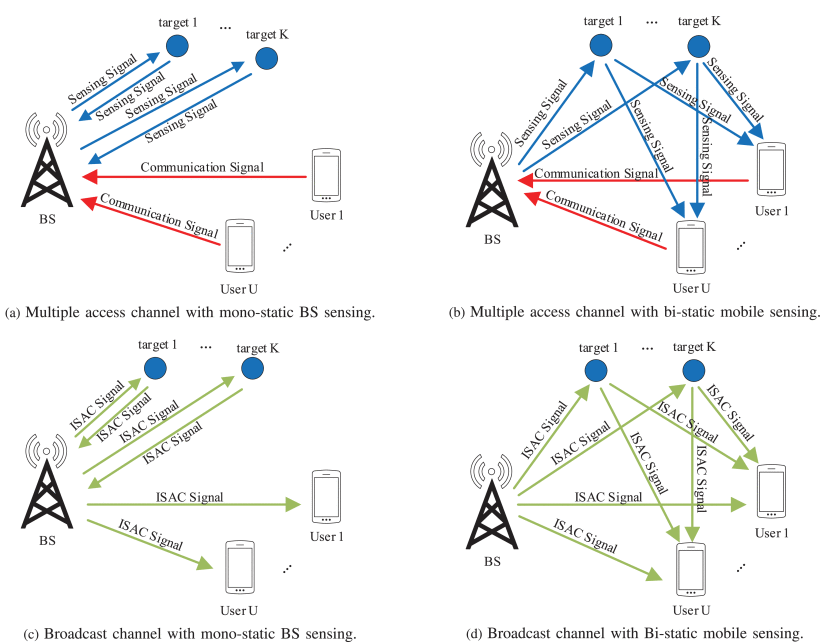 target 1
...
target K
Sensing Signal
Sensing Signal
Sensing Signal
Sensing Signal
Communication Signal
BS
User 1
Communication Signal
User U
...
(a) Multiple access channel with mono-static BS sensing.
target 1
...
target K
Sensing Signal
Sensing Signal
Sensing Signal
Sensing Signal
Sensing Signal
Sensing Signal
Communication Signal
BS
User 1
Communication Signal
User U
...
(b) Multiple access channel with bi-static mobile sensing.
target 1
...
target K
ISAC Signal
ISAC Signal
ISAC Signal
ISAC Signal
ISAC Signal
BS
User 1
ISAC Signal
User U
...
(c) Broadcast channel with mono-static BS sensing.
target 1
...
target K
ISAC Signal
ISAC Signal
ISAC Signal
ISAC Signal
ISAC Signal
ISAC Signal
ISAC Signal
BS
User 1
ISAC Signal
User U
...
(d) Broadcast channel with Bi-static mobile sensing.